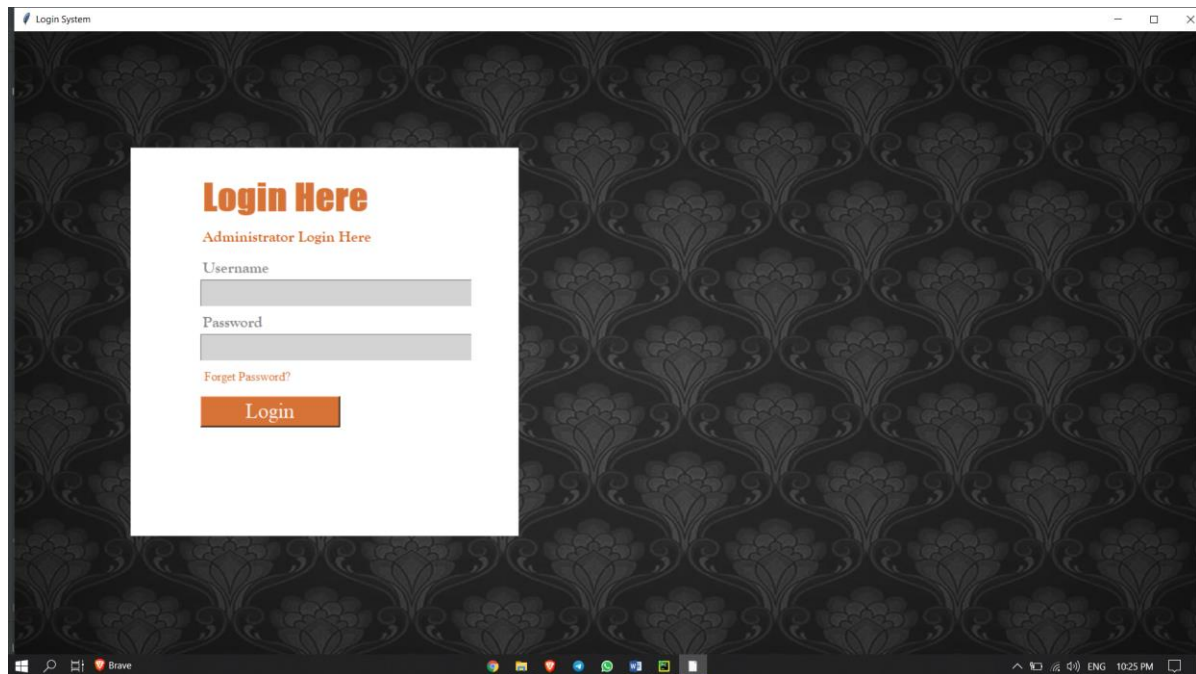 Login System
Login Here
Administrator Login Here
Username
Password
Forget Password?
Login
Brave
ENG 10:25 PM